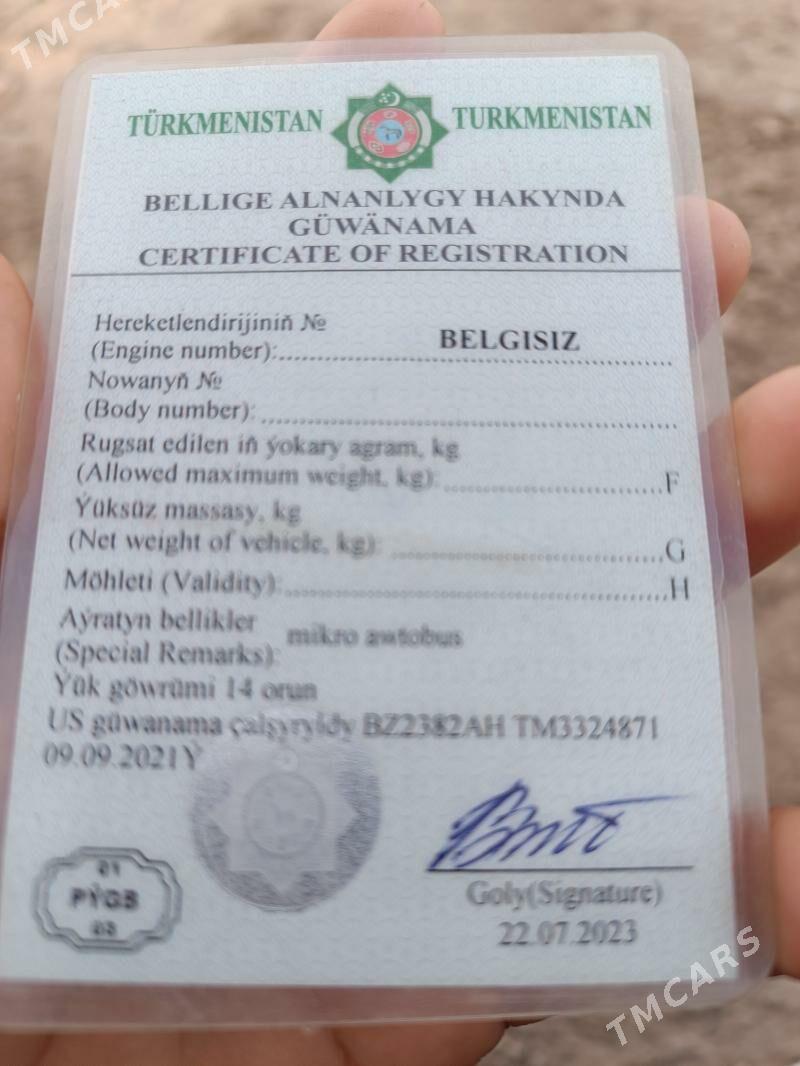 TMCARS
TÜRKMENISTAN TURKMENISTAN
BELLIGE ALNANLYGY HAKYNDA
GÜWÄNAMA
CERTIFICATE OF REGISTRATION
Hereketlendirijiniň №
(Engine number): BELGISIZ
Nowanyň №
(Body number):
Rugsat edilen iň ýokary agram, kg
(Allowed maximum weight, kg): F
Ýüksüz massasy, kg
(Net weight of vehicle, kg): G
Möhleti (Validity): H
Aýratyn bellikler
(Special Remarks): mikro awtobus
Ýük göwrümi 14 orun
US güwanama çalşyryldy BZ2382AH TM3324871
09.09.2021Ý
01
PÝGB
03
Goly(Signature)
22.07.2023
TMCARS